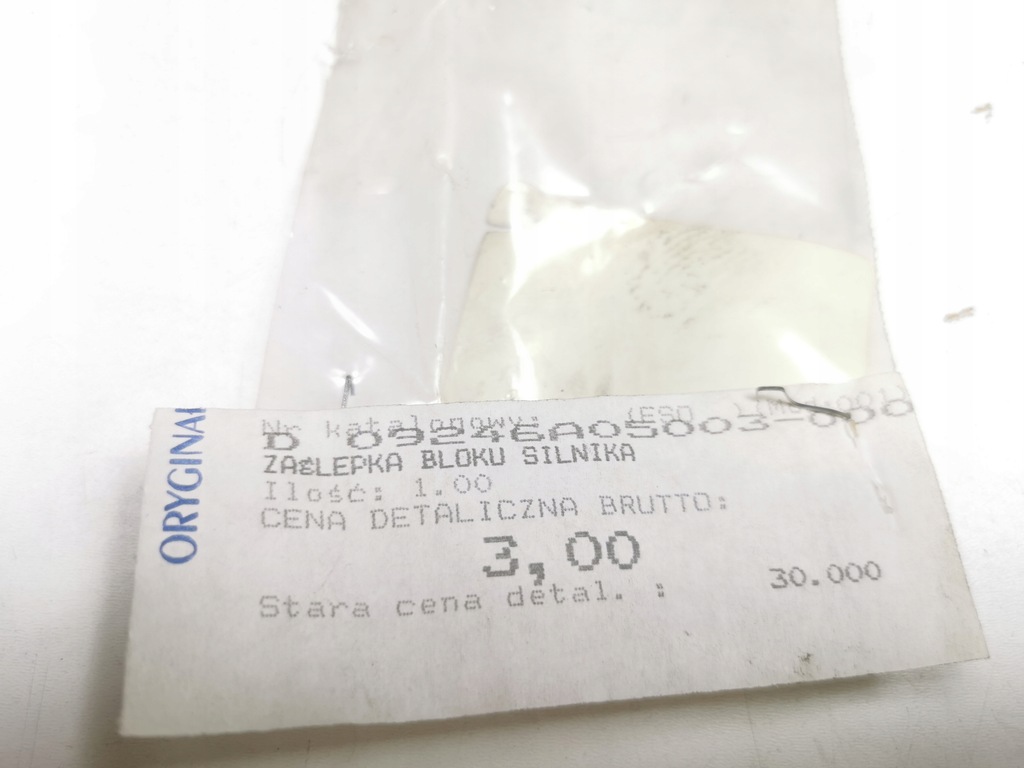 ORYGINAŁ
Nr katalogowy:
D 09246A05003-000
ZAŚLEPKA BLOKU SILNIKA
Ilość: 1.00
CENA DETALICZNA BRUTTO:
3,00
Stara cena detal. : 30.000